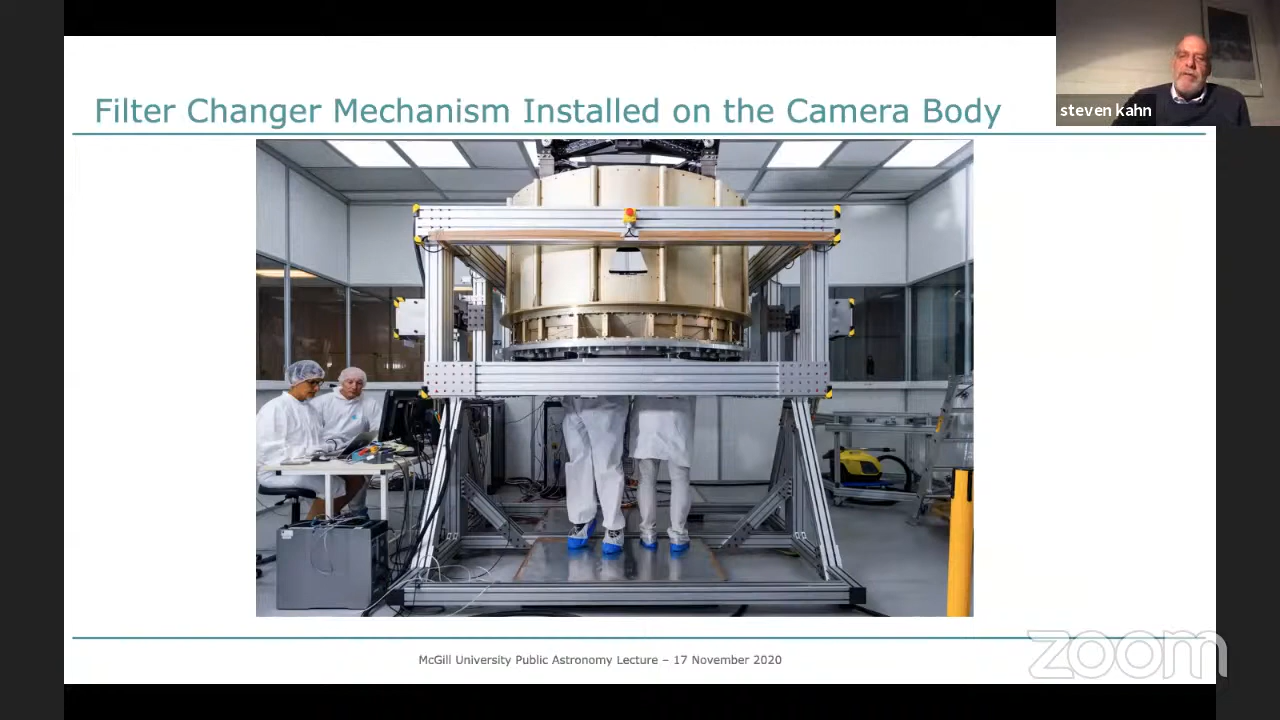 steven kahn
Filter Changer Mechanism Installed on the Camera Body
McGill University Public Astronomy Lecture – 17 November 2020
zoom